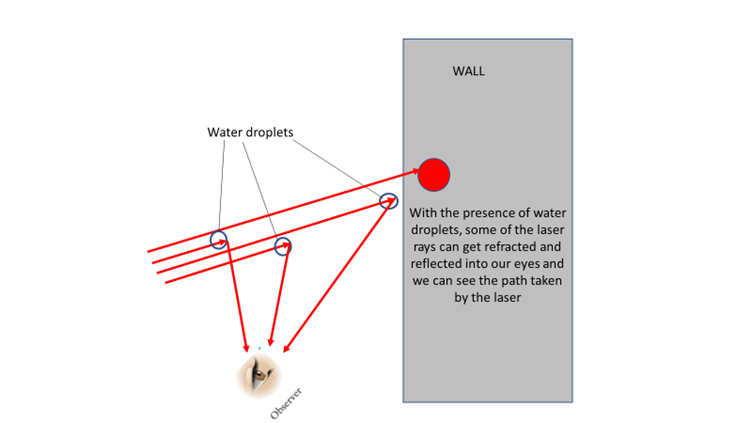 WALL
Water droplets
With the presence of water
droplets, some of the laser
rays can get refracted and
reflected into our eyes and
we can see the path taken
by the laser
Observer